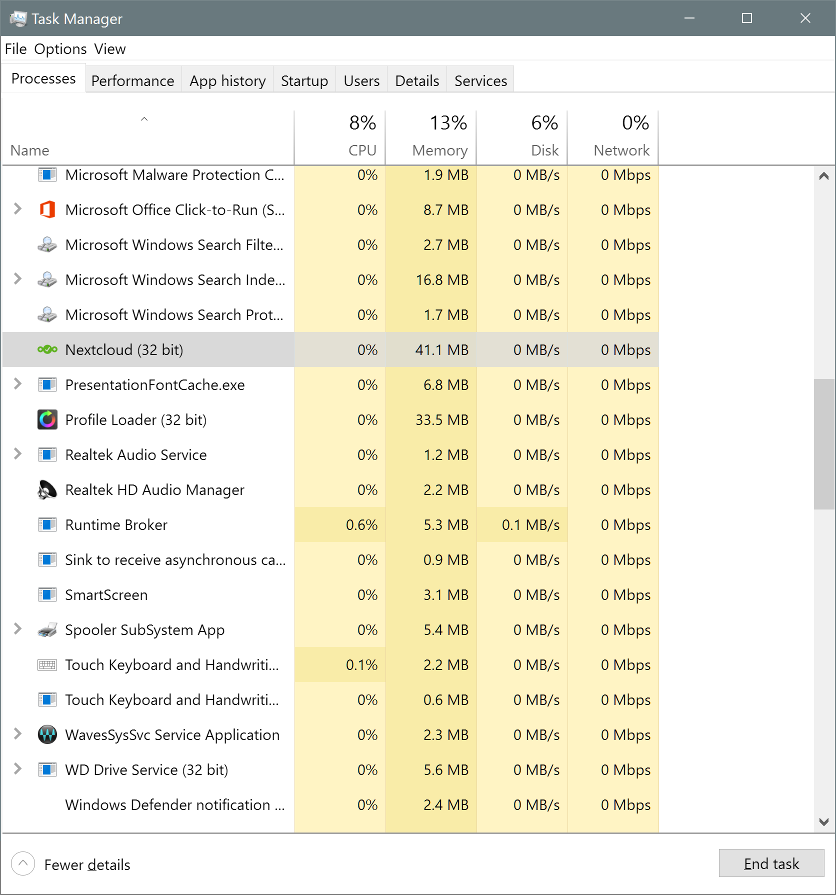 Task Manager
File Options View
Processes Performance App history Startup Users Details Services
8% 13% 6% 0%
Name CPU Memory Disk Network
Microsoft Malware Protection C... 0% 1.9 MB 0 MB/s 0 Mbps
Microsoft Office Click-to-Run (S... 0% 8.7 MB 0 MB/s 0 Mbps
Microsoft Windows Search Filte... 0% 2.7 MB 0 MB/s 0 Mbps
Microsoft Windows Search Inde... 0% 16.8 MB 0 MB/s 0 Mbps
Microsoft Windows Search Prot... 0% 1.7 MB 0 MB/s 0 Mbps
Nextcloud (32 bit) 0% 41.1 MB 0 MB/s 0 Mbps
PresentationFontCache.exe 0% 6.8 MB 0 MB/s 0 Mbps
Profile Loader (32 bit) 0% 33.5 MB 0 MB/s 0 Mbps
Realtek Audio Service 0% 1.2 MB 0 MB/s 0 Mbps
Realtek HD Audio Manager 0% 2.2 MB 0 MB/s 0 Mbps
Runtime Broker 0.6% 5.3 MB 0.1 MB/s 0 Mbps
Sink to receive asynchronous ca... 0% 0.9 MB 0 MB/s 0 Mbps
SmartScreen 0% 3.1 MB 0 MB/s 0 Mbps
Spooler SubSystem App 0% 5.4 MB 0 MB/s 0 Mbps
Touch Keyboard and Handwriti... 0.1% 2.2 MB 0 MB/s 0 Mbps
Touch Keyboard and Handwriti... 0% 0.6 MB 0 MB/s 0 Mbps
WavesSysSvc Service Application 0% 2.3 MB 0 MB/s 0 Mbps
WD Drive Service (32 bit) 0% 5.6 MB 0 MB/s 0 Mbps
Windows Defender notification ... 0% 2.4 MB 0 MB/s 0 Mbps
Fewer details End task